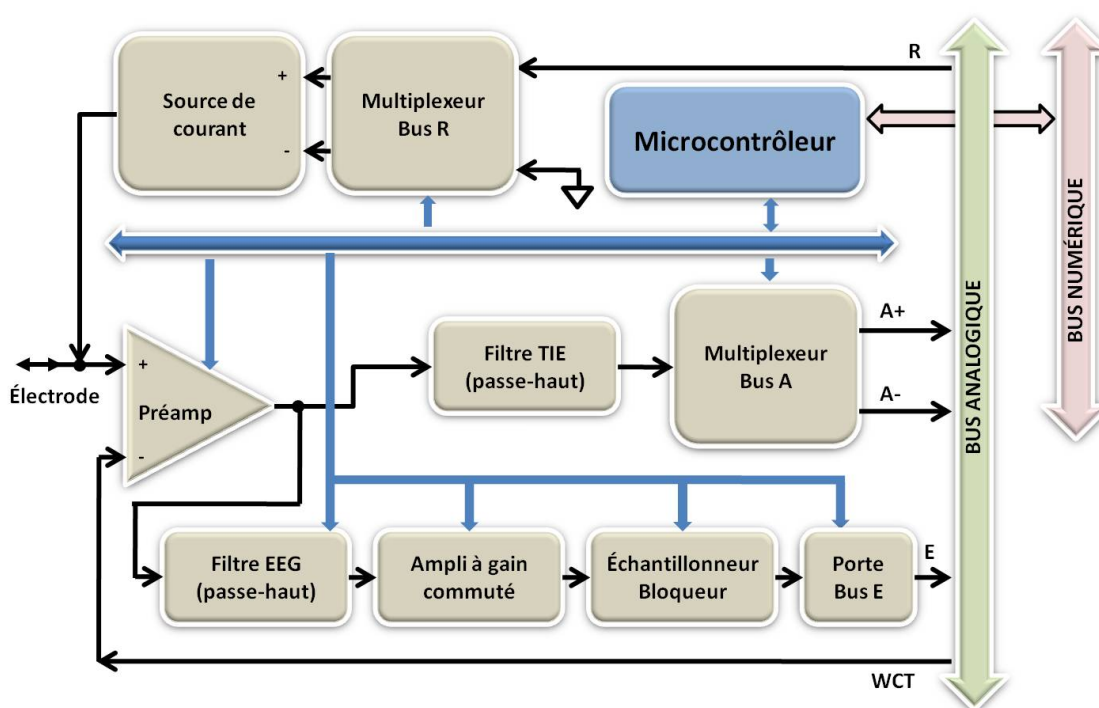 R
Source de
courant
+
-
Multiplexeur
Bus R
Microcontrôleur
BUS NUMÉRIQUE
BUS ANALOGIQUE
Électrode
+
Préamp
-
Filtre TIE
(passe-haut)
Multiplexeur
Bus A
A+
A-
Filtre EEG
(passe-haut)
Ampli à gain
commuté
Échantillonneur
Bloqueur
Porte
Bus E
E
WCT